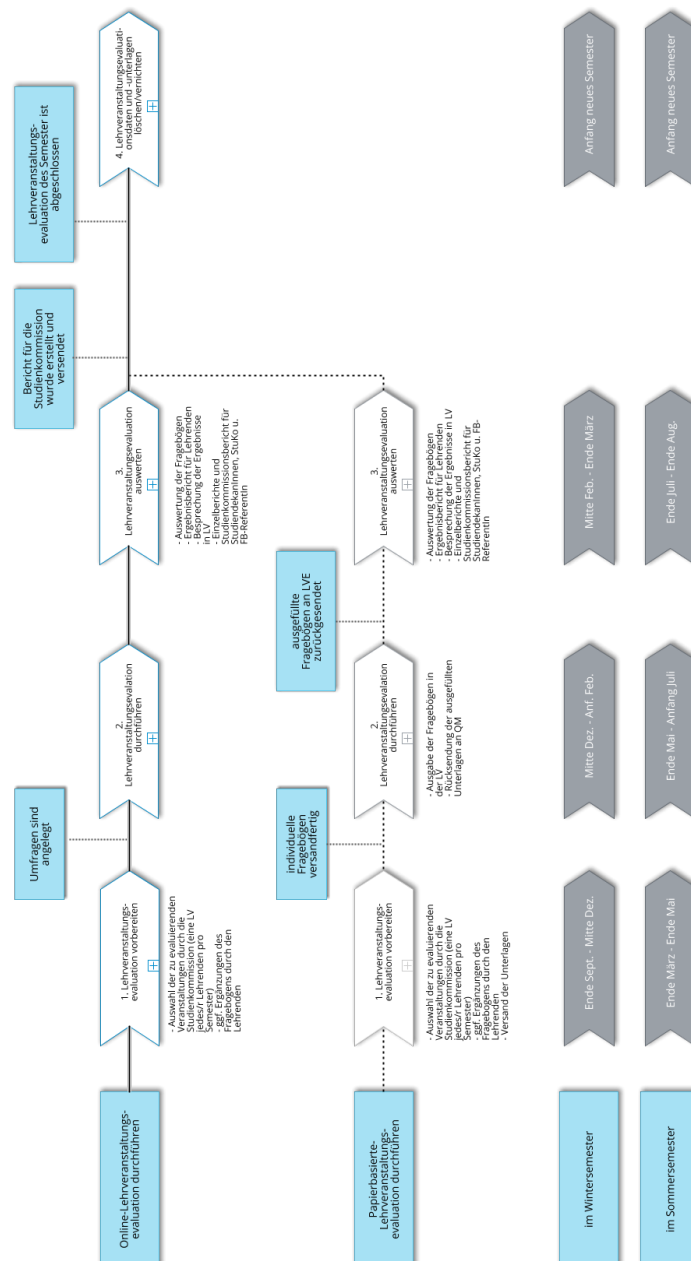 Online-Lehrveranstaltungs-
evaluation durchführen
1. Lehrveranstaltungs-
evaluation vorbereiten
- Auswahl der zu evaluierenden
Veranstaltungen durch die
Studienkommission (eine LV
jedes/r Lehrenden pro
Semester)
- ggf. Ergänzungen des
Fragebogens durch den
Lehrenden
Umfragen sind
angelegt
2.
Lehrveranstaltungsevalation
durchführen
3.
Lehrveranstaltungsevaluation
auswerten
- Auswertung der Fragebögen
- Ergebnisbericht für Lehrenden
- Besprechung der Ergebnisse
in LV
- Einzelberichte und
Studienkommissionsbericht für
StudiendekanInnen, StuKo u.
FB-ReferentIn
Bericht für die
Studienkommission
wurde erstellt und
versendet
Lehrveranstaltungs-
evaluation des Semester ist
abgeschlossen
4. Lehrveranstaltungsevaluati-
onsdaten und -unterlagen
löschen/vernichten
Papierbasierte-
Lehrveranstaltungs-
evaluation durchführen
1. Lehrveranstaltungs-
evaluation vorbereiten
- Auswahl der zu evaluierenden
Veranstaltungen durch die
Studienkommission (eine LV
jedes/r Lehrenden pro
Semester)
- ggf. Ergänzungen des
Fragebogens durch den
Lehrenden
- Versand der Unterlagen
individuelle
Fragebögen
versandfertig
2.
Lehrveranstaltungsevaluation
durchführen
- Ausgabe der Fragebögen in
der LV
- Rücksendung der ausgefüllten
Unterlagen an QM
ausgefüllte
Fragebögen an LVE
zurückgesendet
3.
Lehrveranstaltungsevaluation
auswerten
- Auswertung der Fragebögen
- Ergebnisbericht für Lehrenden
- Besprechung der Ergebnisse in LV
- Einzelberichte und
Studienkommissionsbericht für
StudiendekanInnen, StuKo u. FB-
ReferentIn
im Wintersemester
Ende Sept. - Mitte Dez.
Mitte Dez. - Anf. Feb.
Mitte Feb. - Ende März
Anfang neues Semester
im Sommersemester
Ende März - Ende Mai
Ende Mai - Anfang Juli
Ende Juli - Ende Aug.
Anfang neues Semester